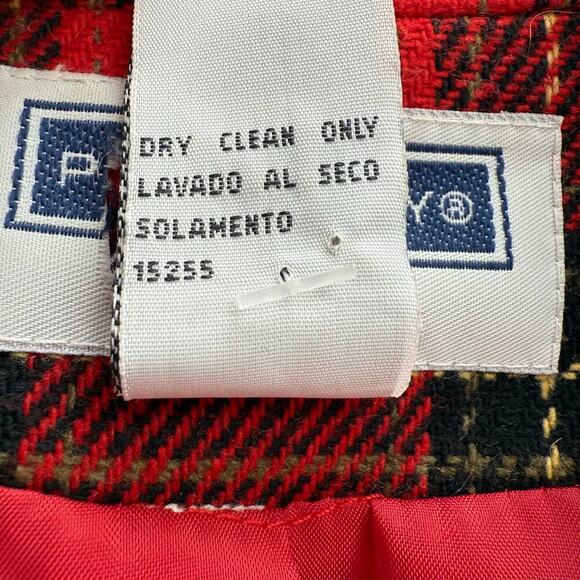 DRY CLEAN ONLY
LAVADO AL SECO
SOLAMENTO
15255
P Y®